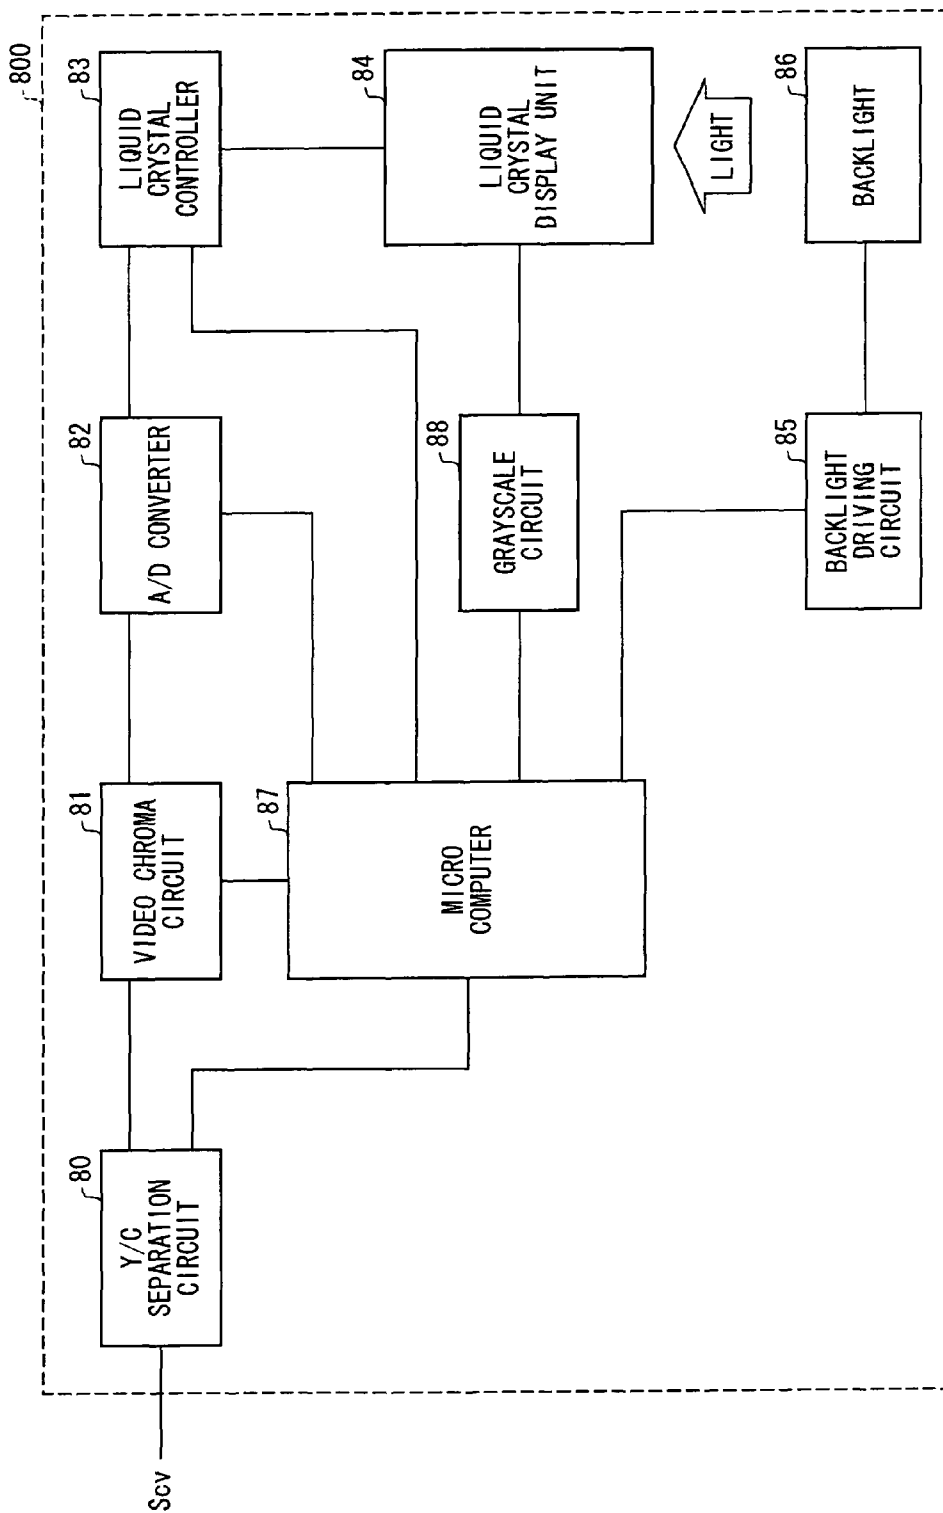 800
Scv
80
Y/C
SEPARATION
CIRCUIT
81
VIDEO CHROMA
CIRCUIT
82
A/D CONVERTER
83
LIQUID
CRYSTAL
CONTROLLER
87
MICRO
COMPUTER
88
GRAYSCALE
CIRCUIT
84
LIQUID
CRYSTAL
DISPLAY UNIT
LIGHT
85
BACKLIGHT
DRIVING
CIRCUIT
86
BACKLIGHT